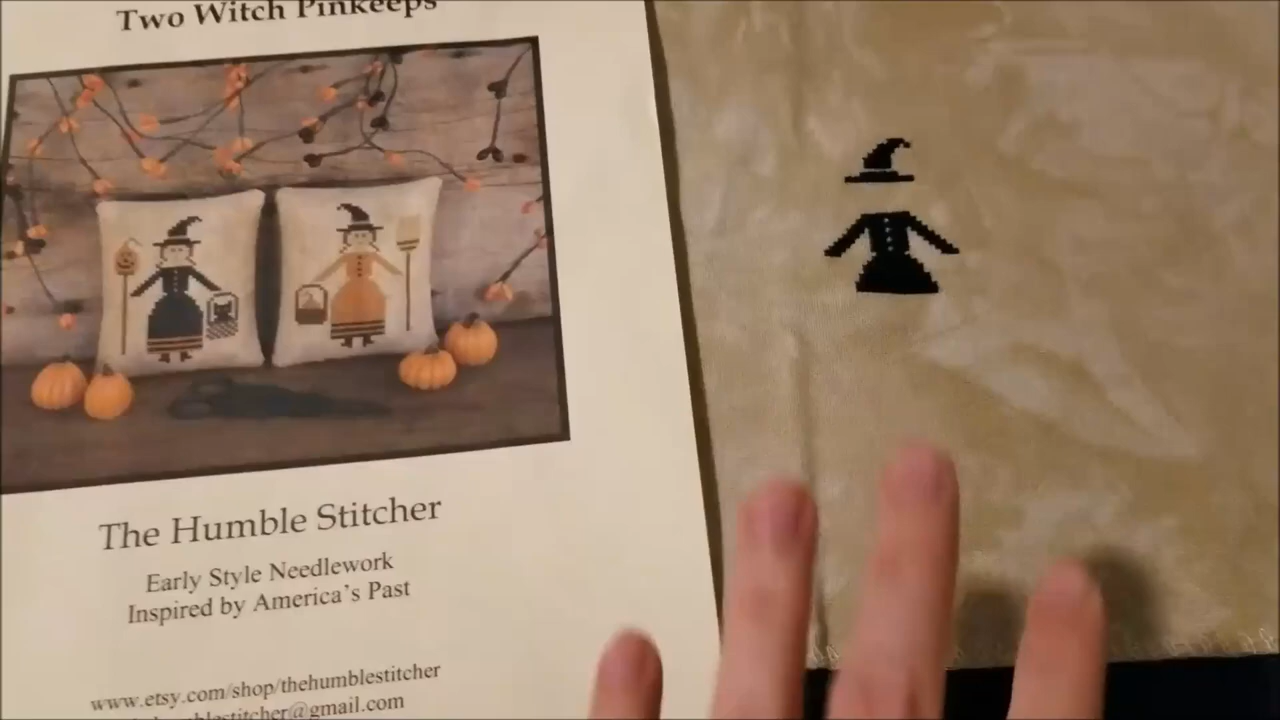 Two Witch Pinkeeps
The Humble Stitcher
Early Style Needlework
Inspired by America's Past
www.etsy.com/shop/thehumblestitcher